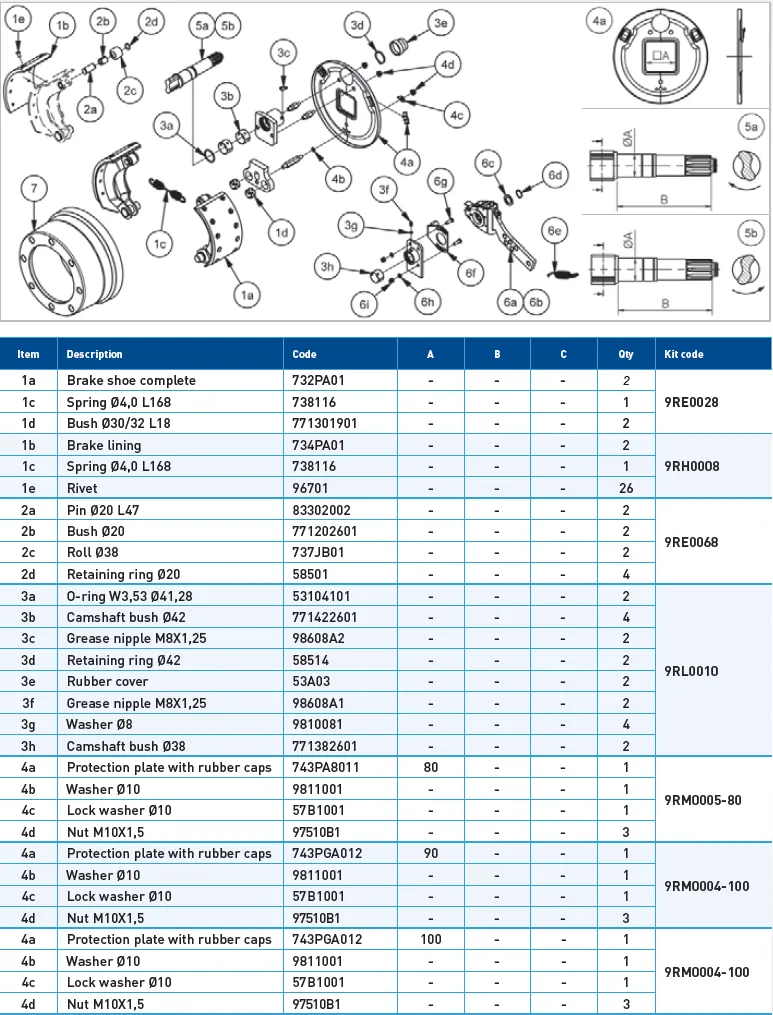 1e
1b
2b
2d
5a
5b
3d
3e
4a
□A
3c
4d
2c
2a
3b
4c
3a
5a
ØA
B
4a
4b
6c
6d
3f
6g
7
1c
1d
3g
6e
5b
ØA
B
3h
6f
1a
6i
6h
6a
6b
Item Description Code A B C Qty Kit code
1a Brake shoe complete 732PA01 - - - 2
1c Spring Ø4,0 L168 738116 - - - 1 9RE0028
1d Bush Ø30/32 L18 771301901 - - - 2
1b Brake lining 734PA01 - - - 2
1c Spring Ø4,0 L168 738116 - - - 1 9RH0008
1e Rivet 96701 - - - 26
2a Pin Ø20 L47 83302002 - - - 2
2b Bush Ø20 771202601 - - - 2
9RE0068
2c Roll Ø38 737JB01 - - - 2
2d Retaining ring Ø20 58501 - - - 4
3a O-ring W3,53 Ø41,28 53104101 - - - 2
3b Camshaft bush Ø42 771422601 - - - 4
3c Grease nipple M8X1,25 98608A2 - - - 2
3d Retaining ring Ø42 58514 - - - 2
9RL0010
3e Rubber cover 53A03 - - - 2
3f Grease nipple M8X1,25 98608A1 - - - 2
3g Washer Ø8 9810081 - - - 4
3h Camshaft bush Ø38 771382601 - - - 2
4a Protection plate with rubber caps 743PA8011 80 - - 1
4b Washer Ø10 9811001 - - - 1
9RM0005-80
4c Lock washer Ø10 57B1001 - - - 1
4d Nut M10X1,5 97510B1 - - - 3
4a Protection plate with rubber caps 743PGA012 90 - - 1
4b Washer Ø10 9811001 - - - 1
9RM0004-100
4c Lock washer Ø10 57B1001 - - - 1
4d Nut M10X1,5 97510B1 - - - 3
4a Protection plate with rubber caps 743PGA012 100 - - 1
4b Washer Ø10 9811001 - - - 1
9RM0004-100
4c Lock washer Ø10 57B1001 - - - 1
4d Nut M10X1,5 97510B1 - - - 3